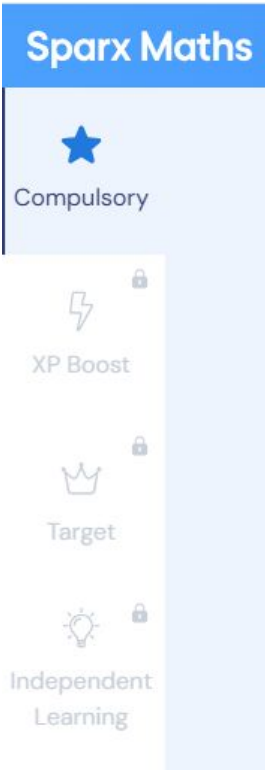 Sparx Maths
Compulsory
XP Boost
Target
Independent
Learning